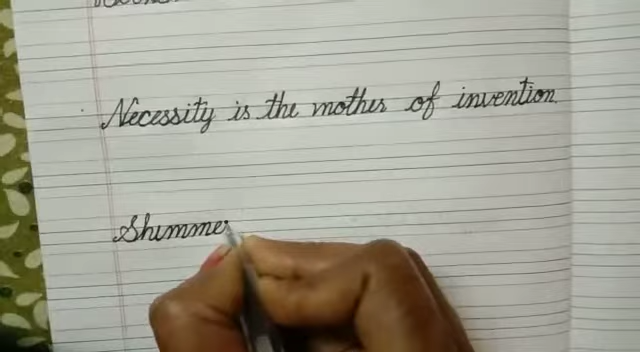 Necessity is the mother of invention.
Shimme